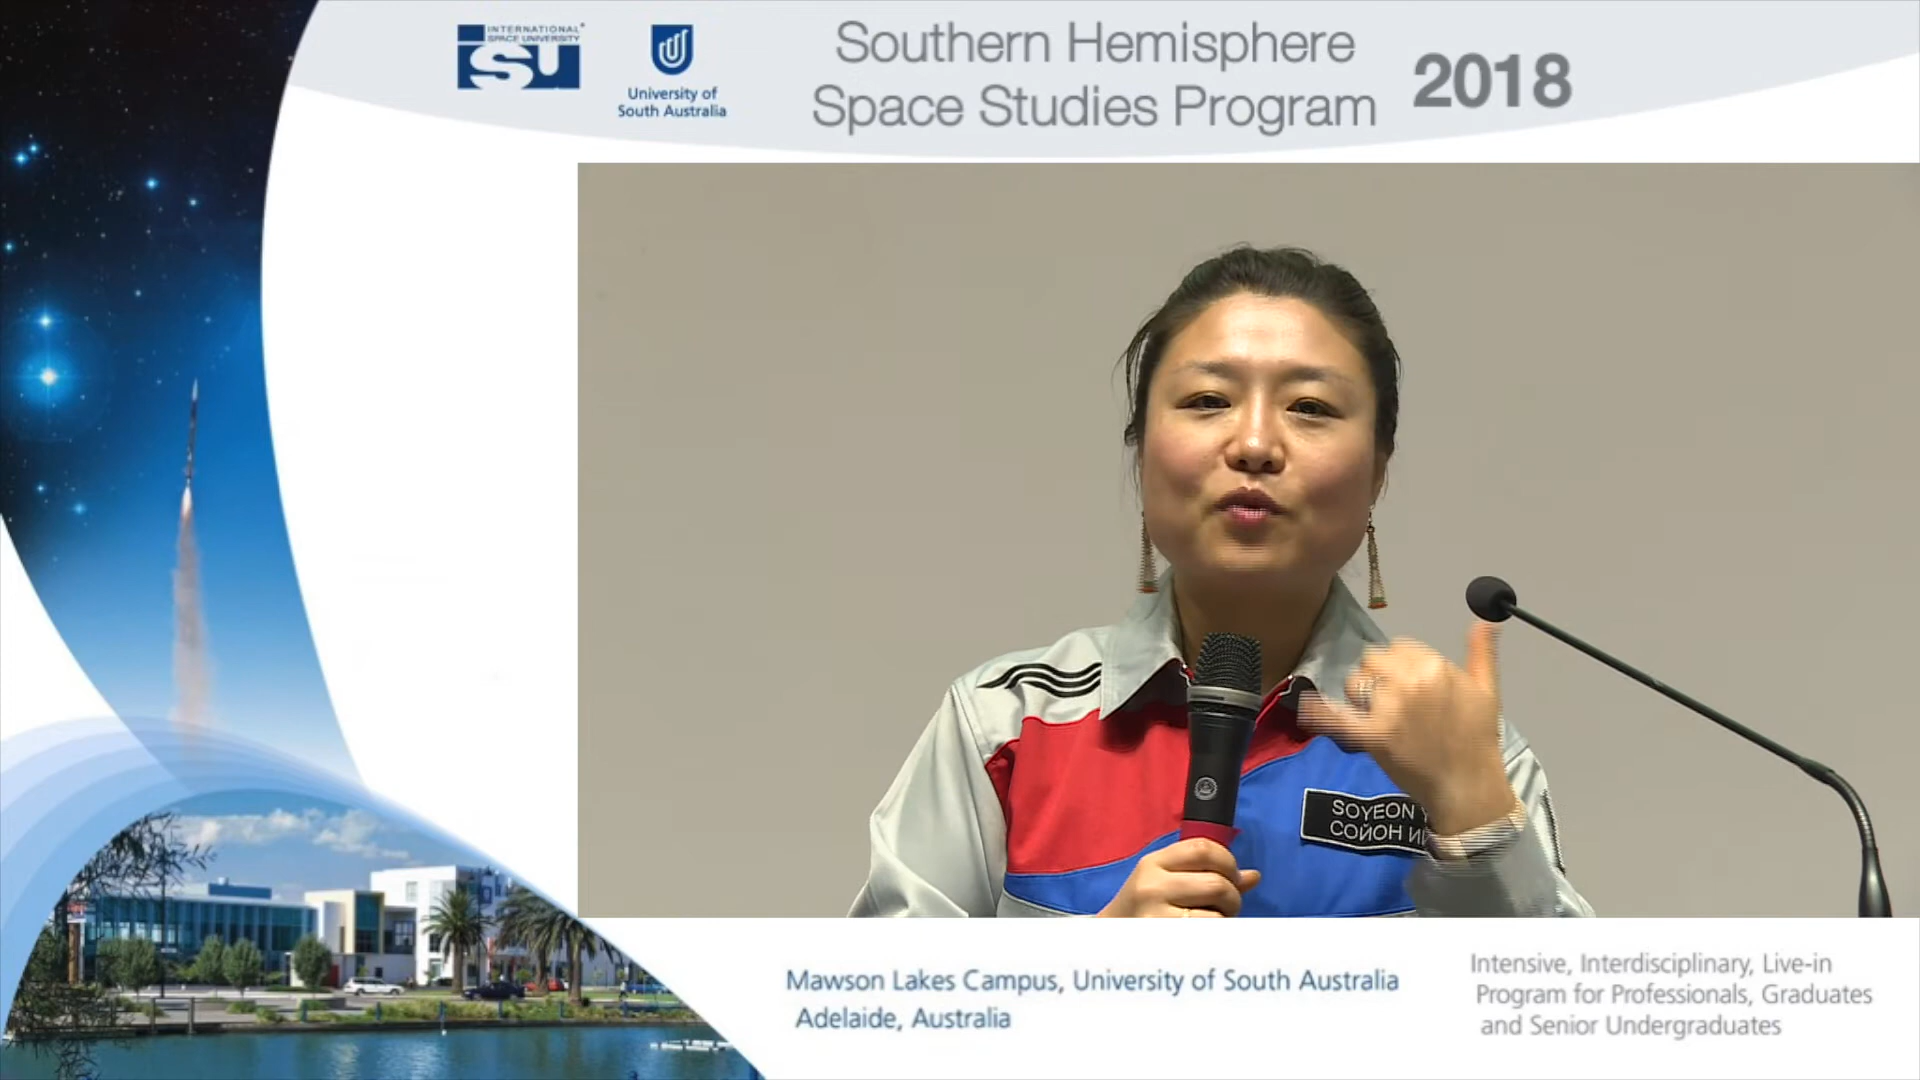 INTERNATIONAL
SPACE UNIVERSITY
isu
University of
South Australia
Southern Hemisphere
Space Studies Program
2018
SOYEON
СОЙОН
Mawson Lakes Campus, University of South Australia
Adelaide, Australia
Intensive, Interdisciplinary, Live-in
Program for Professionals, Graduates
and Senior Undergraduates